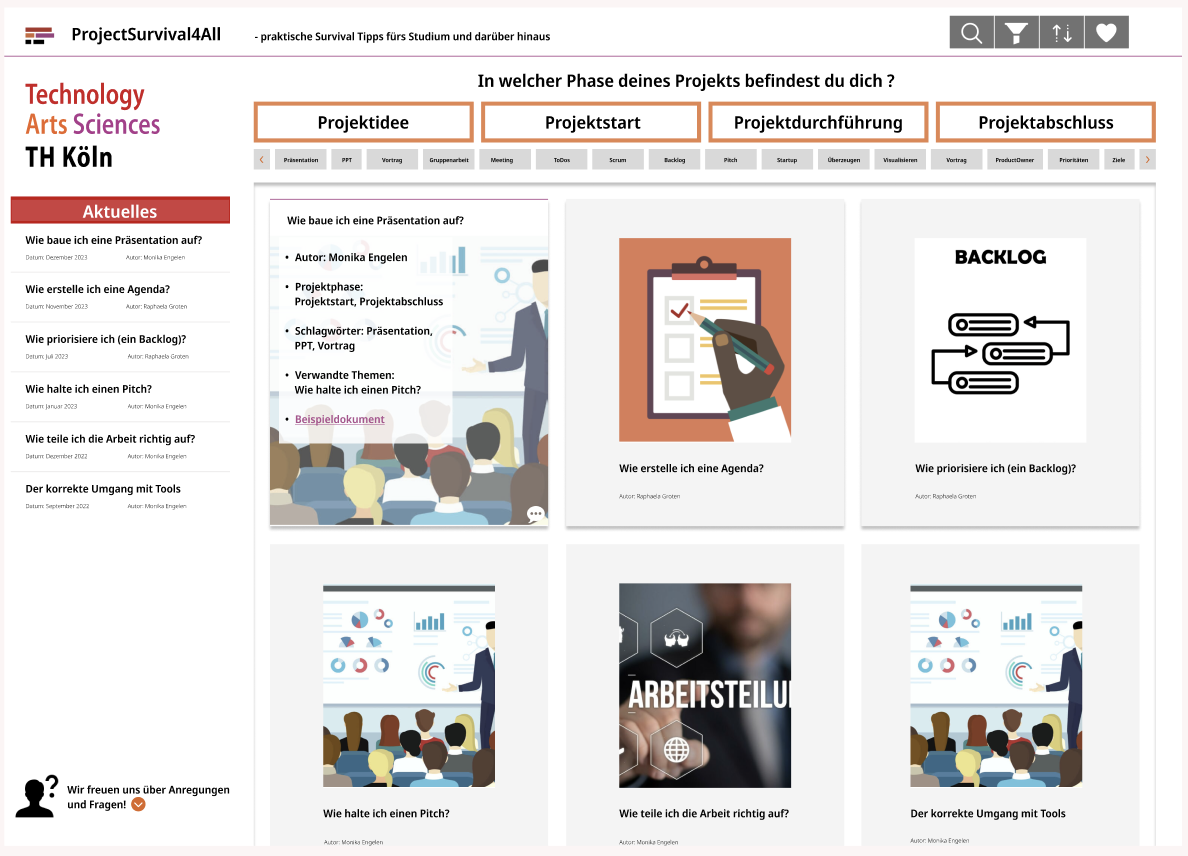 ProjectSurvival4All
- praktische Survival Tipps fürs Studium und darüber hinaus
Technology
Arts Sciences
TH Köln
In welcher Phase deines Projekts befindest du dich ?
Projektidee
Projektstart
Projektdurchführung
Projektabschluss
Präsentation
PPT
Vortrag
Gruppenarbeit
Meeting
ToDos
Scrum
Backlog
Pitch
Startup
Überzeugen
Visualisieren
Vortrag
ProductOwner
Prioritäten
Ziele
Aktuelles
Wie baue ich eine Präsentation auf?
Datum: Dezember 2023 Autor: Monika Engelen
Wie erstelle ich eine Agenda?
Datum: November 2023 Autor: Raphaela Groten
Wie priorisiere ich (ein Backlog)?
Datum: Juli 2023 Autor: Raphaela Groten
Wie halte ich einen Pitch?
Datum: Januar 2023 Autor: Monika Engelen
Wie teile ich die Arbeit richtig auf?
Datum: Dezember 2022 Autor: Monika Engelen
Der korrekte Umgang mit Tools
Datum: September 2022 Autor: Monika Engelen
Wir freuen uns über Anregungen
und Fragen!
Wie baue ich eine Präsentation auf?
• Autor: Monika Engelen
• Projektphase:
Projektstart, Projektabschluss
• Schlagwörter: Präsentation,
PPT, Vortrag
• Verwandte Themen:
Wie halte ich einen Pitch?
• Beispieldokument
Wie erstelle ich eine Agenda?
Autor: Raphaela Groten
BACKLOG
Wie priorisiere ich (ein Backlog)?
Autor: Raphaela Groten
Wie halte ich einen Pitch?
Autor: Monika Engelen
ARBEITSTEILU
Wie teile ich die Arbeit richtig auf?
Autor: Monika Engelen
Der korrekte Umgang mit Tools
Autor: Monika Engelen